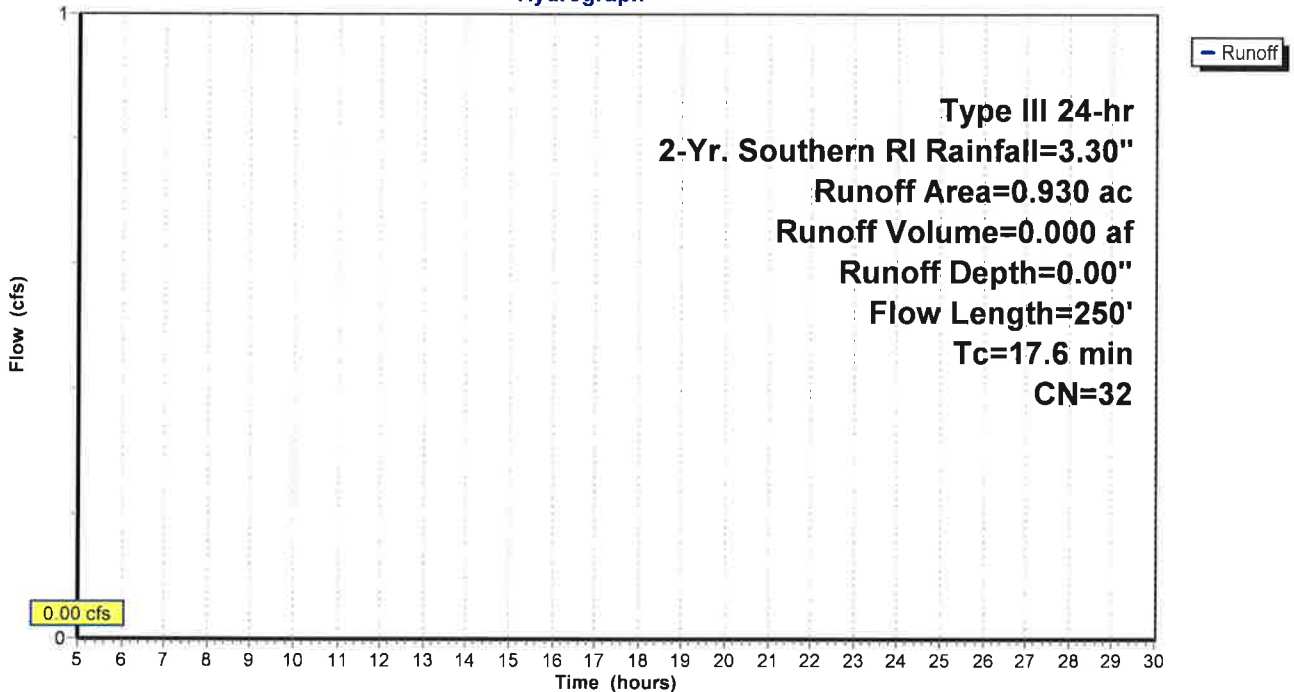 Hydrograph
1
Runoff
Type III 24-hr
2-Yr. Southern RI Rainfall=3.30"
Runoff Area=0.930 ac
Runoff Volume=0.000 af
Runoff Depth=0.00"
Flow Length=250'
Tc=17.6 min
CN=32
Flow (cfs)
0.00 cfs
0
5 6 7 8 9 10 11 12 13 14 15 16 17 18 19 20 21 22 23 24 25 26 27 28 29 30
Time (hours)